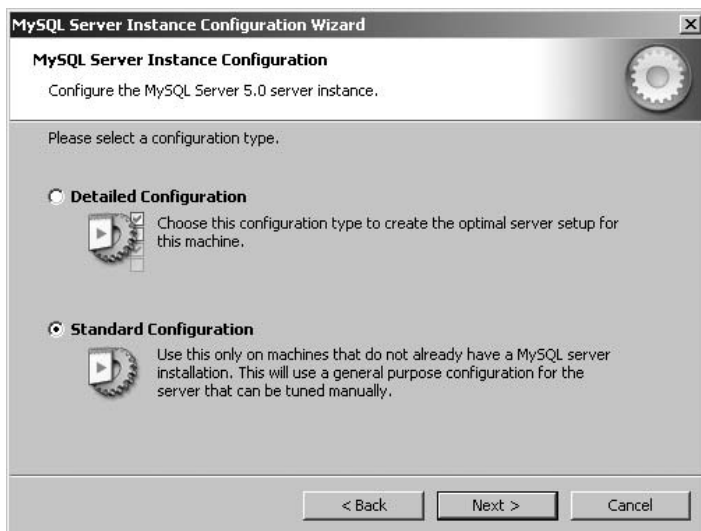 MySQL Server Instance Configuration Wizard
MySQL Server Instance Configuration
Configure the MySQL Server 5.0 server instance.
Please select a configuration type.
Detailed Configuration
Choose this configuration type to create the optimal server setup for
this machine.
Standard Configuration
Use this only on machines that do not already have a MySQL server
installation. This will use a general purpose configuration for the
server that can be tuned manually.
< Back
Next >
Cancel